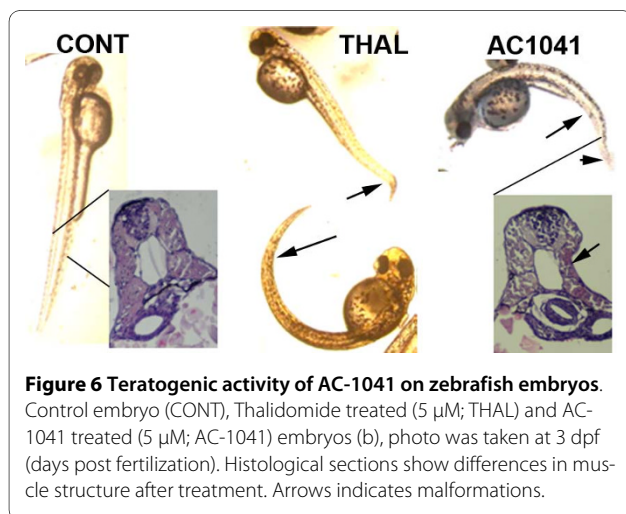 CONT
THAL
AC1041
Figure 6 Teratogenic activity of AC-1041 on zebrafish embryos.
Control embryo (CONT), Thalidomide treated (5 μM; THAL) and AC-
1041 treated (5 μM; AC-1041) embryos (b), photo was taken at 3 dpf
(days post fertilization). Histological sections show differences in mus-
cle structure after treatment. Arrows indicates malformations.